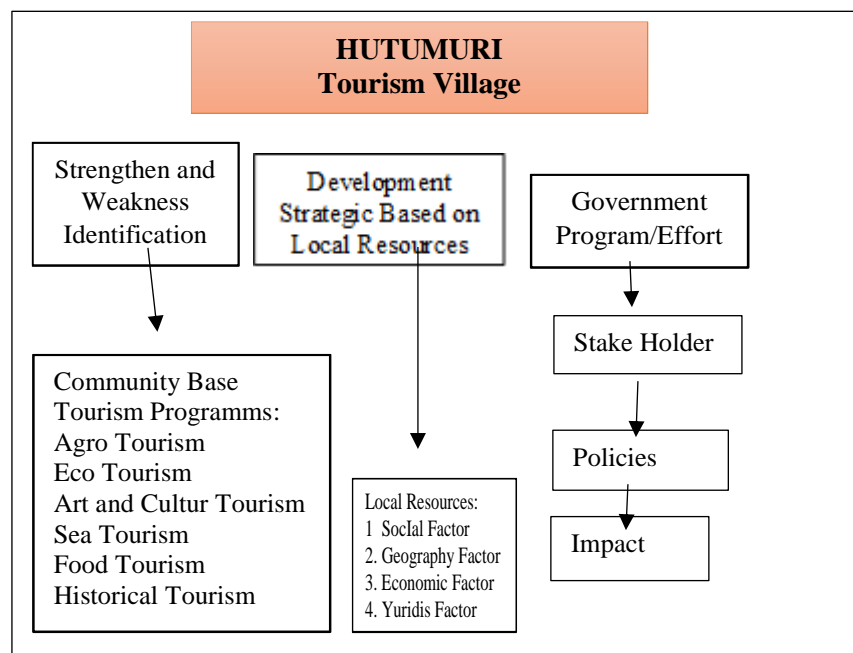 HUTUMURI
Tourism Village
Strengthen and
Weakness
Identification
Development
Strategic Based on
Local Resources
Government
Program/Effort
Stake Holder
Community Base
Tourism Programms:
Agro Tourism
Eco Tourism
Art and Cultur Tourism
Sea Tourism
Food Tourism
Historical Tourism
Local Resources:
1 SocIal Factor
2. Geography Factor
3. Economic Factor
4. Yuridis Factor
Policies
Impact